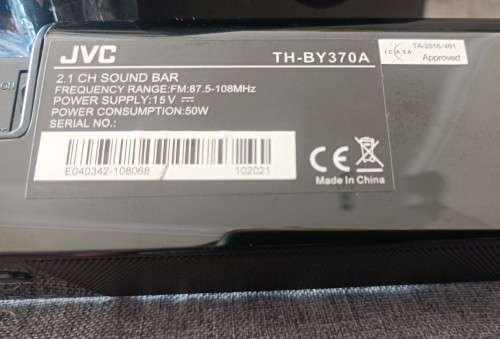 JVC
TH-BY370A
2.1 CH SOUND BAR
FREQUENCY RANGE:FM:87.5-108MHz
POWER SUPPLY:15V
POWER CONSUMPTION:50W
SERIAL NO.:
E040342-108068 102021
CE
Made In China
ICASA
TA-2016/481
Approved